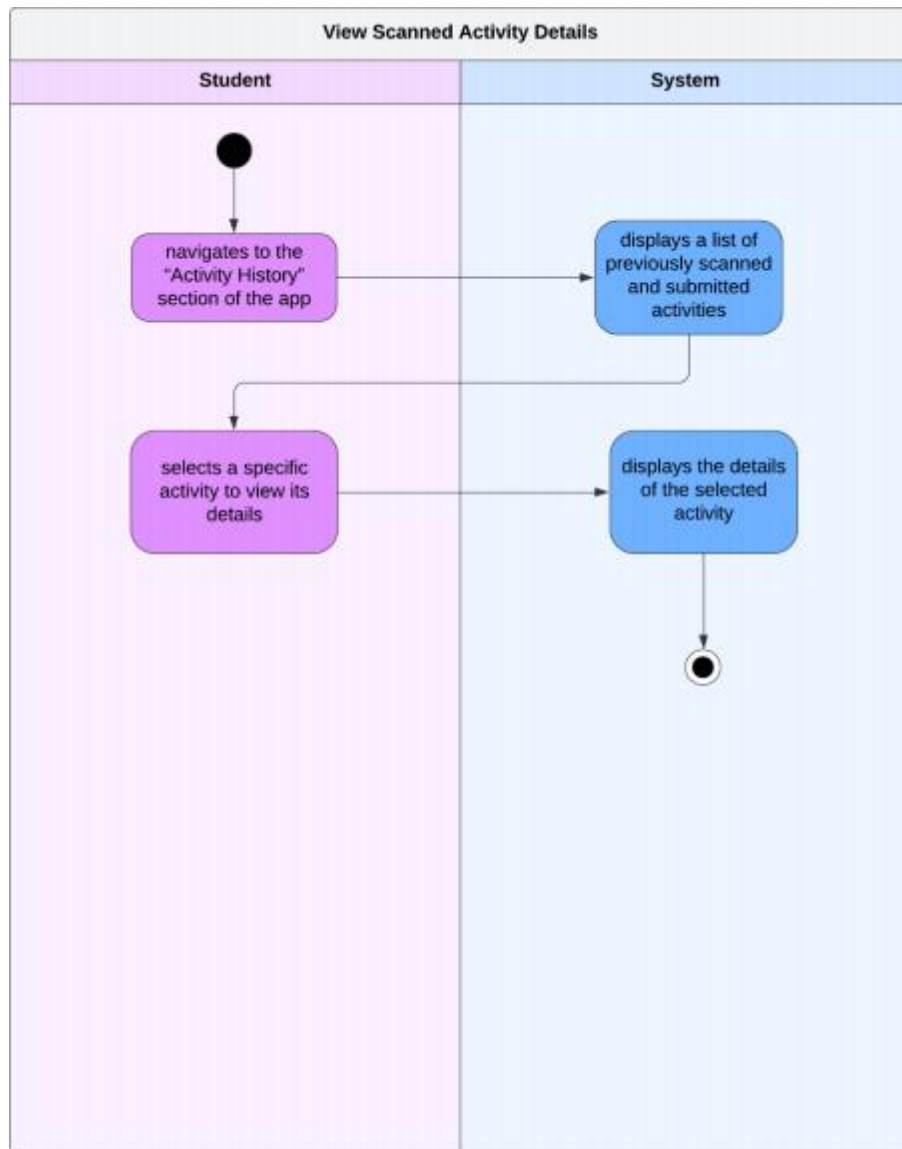 View Scanned Activity Details
Student
System
navigates to the
"Activity History"
section of the app
displays a list of
previously scanned
and submitted
activities
selects a specific
activity to view its
details
displays the details
of the selected
activity